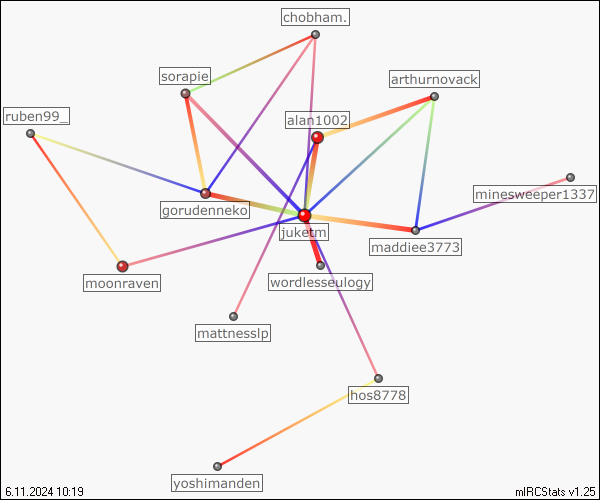 chobham.
sorapie
arthurnovack
ruben99_
alan1002
minesweeper1337
gorudenneko
juketm
maddiee3773
moonraven
wordlesseulogy
mattnesslp
hos8778
yoshimanden
6.11.2024 10:19
mIRCStats v1.25